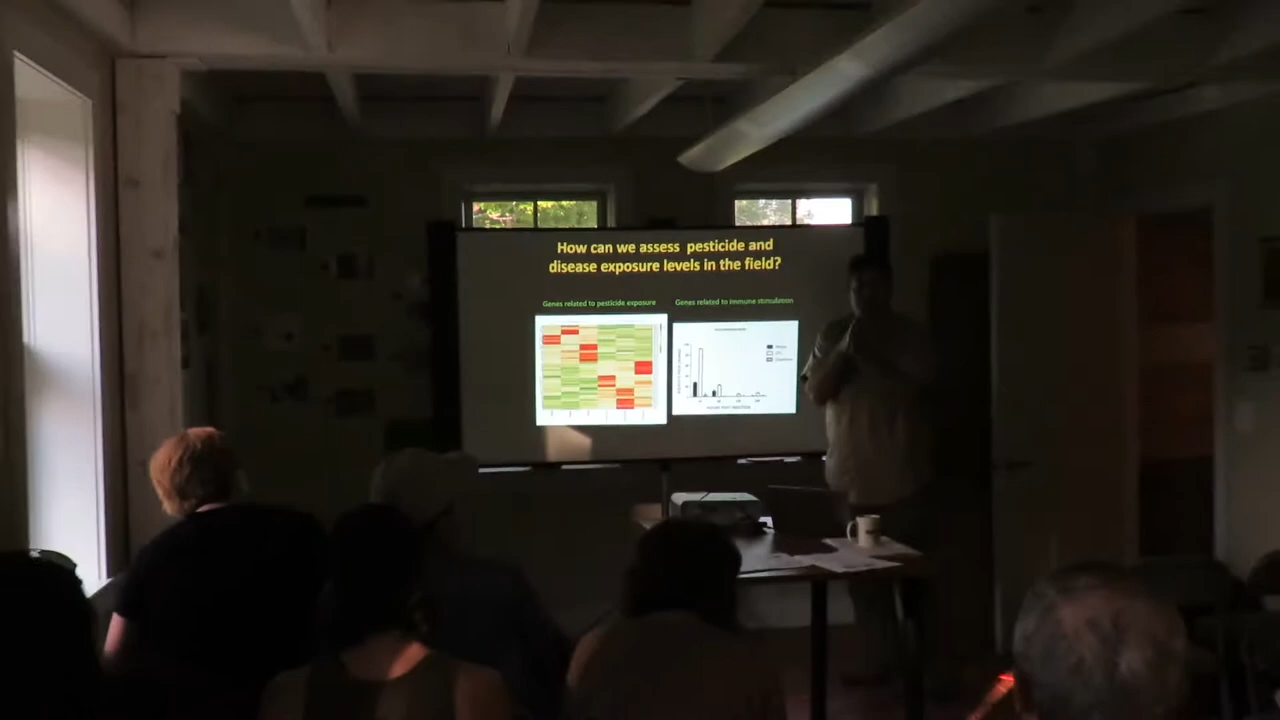 How can we assess pesticide and
disease exposure levels in the field?
Genes related to pesticide exposure
Genes related to immune stimulation